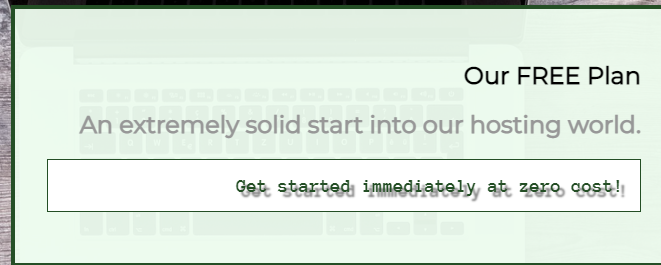 Our FREE Plan
An extremely solid start into our hosting world.
Get started immediately at zero cost!